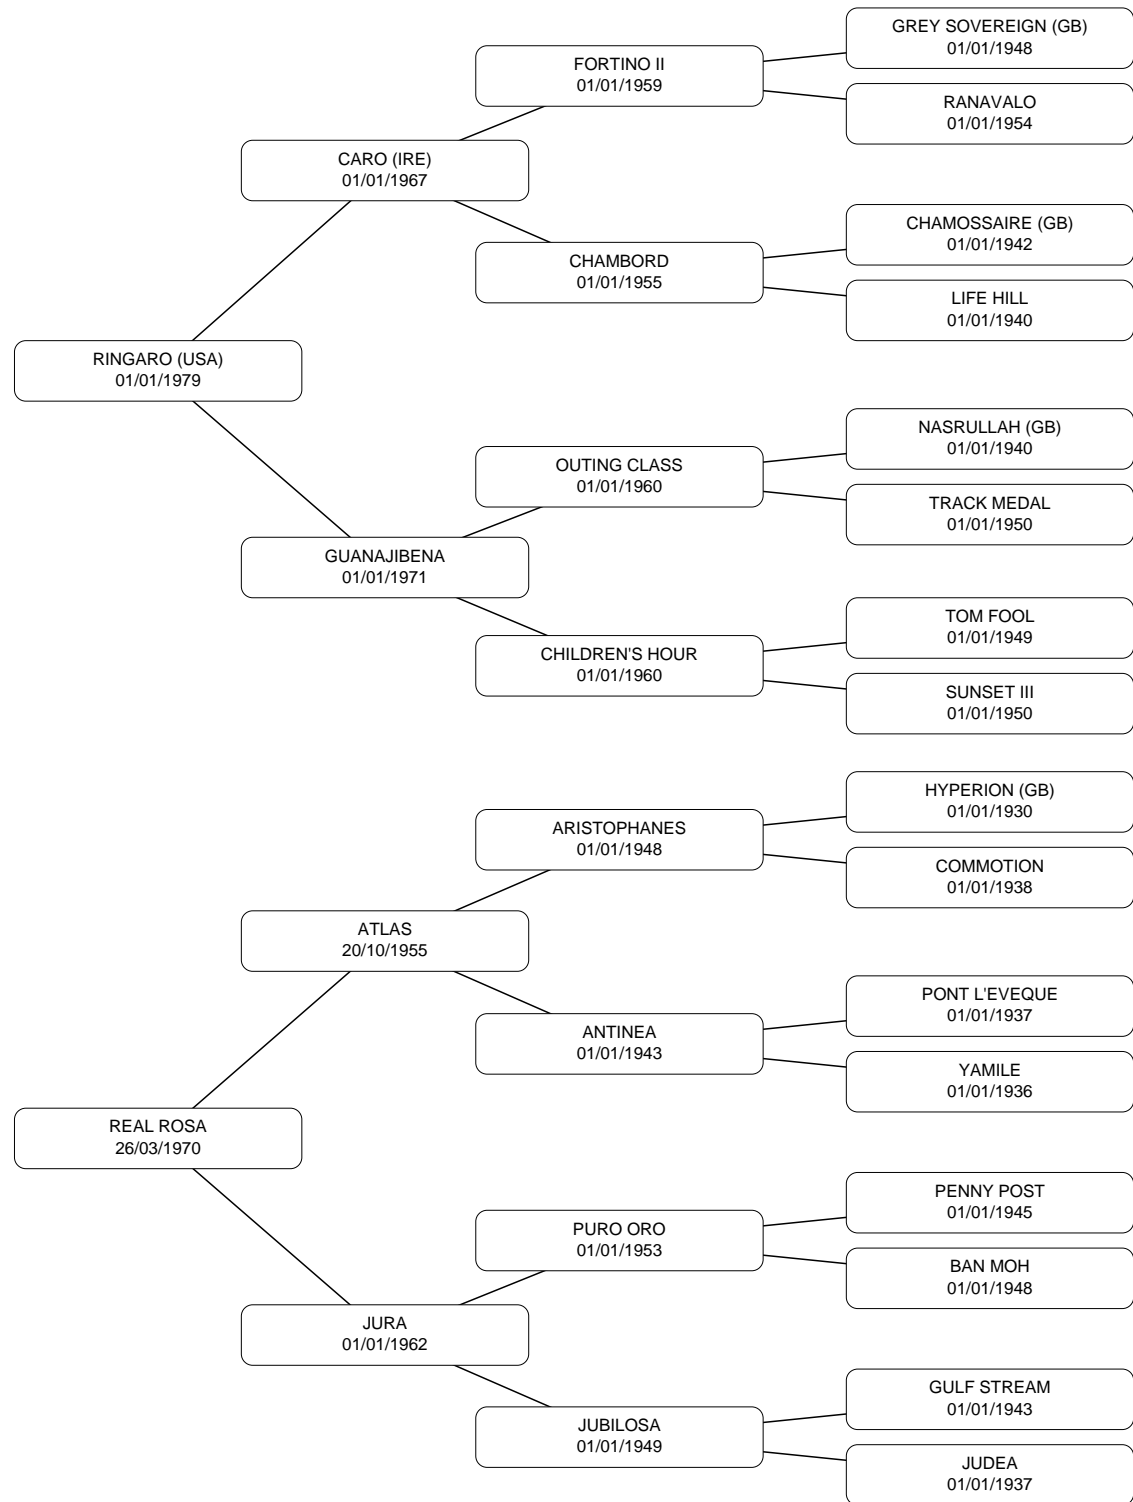 GREY SOVEREIGN (GB)
01/01/1948
FORTINO II
01/01/1959
RANAVALO
01/01/1954
CARO (IRE)
01/01/1967
CHAMOSSAIRE (GB)
01/01/1942
CHAMBORD
01/01/1955
LIFE HILL
01/01/1940
RINGARO (USA)
01/01/1979
NASRULLAH (GB)
01/01/1940
OUTING CLASS
01/01/1960
TRACK MEDAL
01/01/1950
GUANAJIBENA
01/01/1971
TOM FOOL
01/01/1949
CHILDREN'S HOUR
01/01/1960
SUNSET III
01/01/1950
HYPERION (GB)
01/01/1930
ARISTOPHANES
01/01/1948
COMMOTION
01/01/1938
ATLAS
20/10/1955
PONT L'EVEQUE
01/01/1937
ANTINEA
01/01/1943
YAMILE
01/01/1936
REAL ROSA
26/03/1970
PENNY POST
01/01/1945
PURO ORO
01/01/1953
BAN MOH
01/01/1948
JURA
01/01/1962
GULF STREAM
01/01/1943
JUBILOSA
01/01/1949
JUDEA
01/01/1937